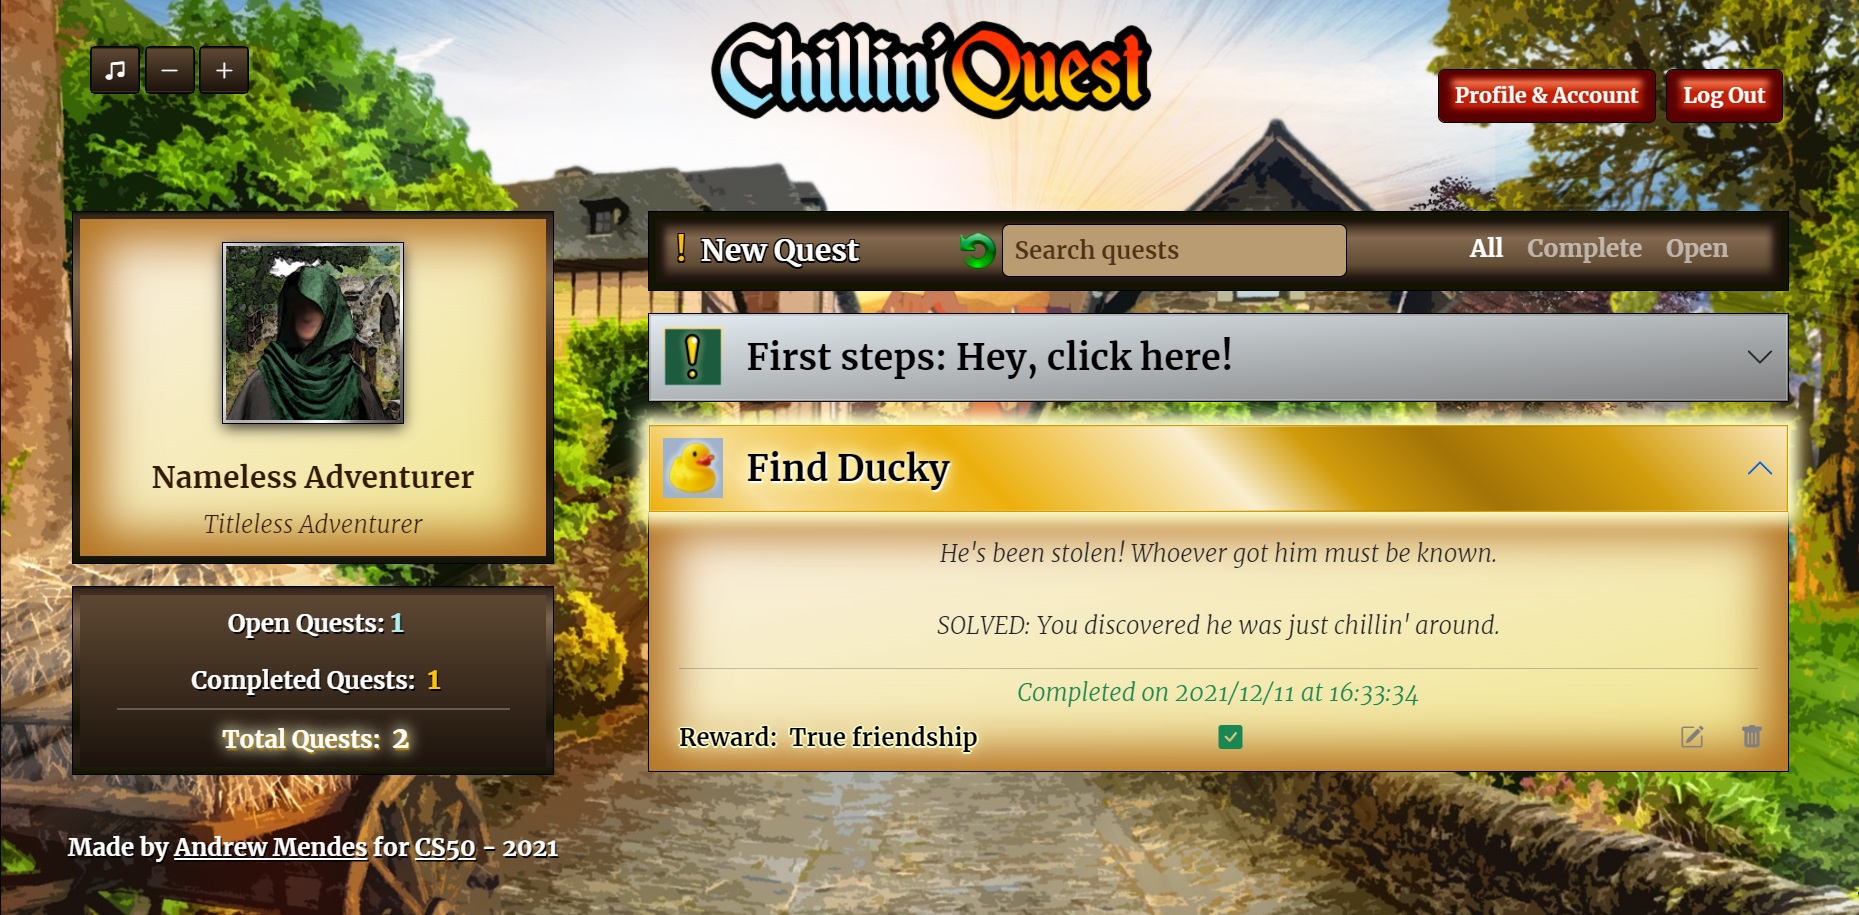 Chillin'Quest
Profile & Account
Log Out
Nameless Adventurer
Titleless Adventurer
Open Quests: 1
Completed Quests: 1
Total Quests: 2
! New Quest
Search quests
All Complete Open
First steps: Hey, click here!
Find Ducky
He's been stolen! Whoever got him must be known.
SOLVED: You discovered he was just chillin' around.
Completed on 2021/12/11 at 16:33:34
Reward: True friendship
Made by Andrew Mendes for CS50 - 2021